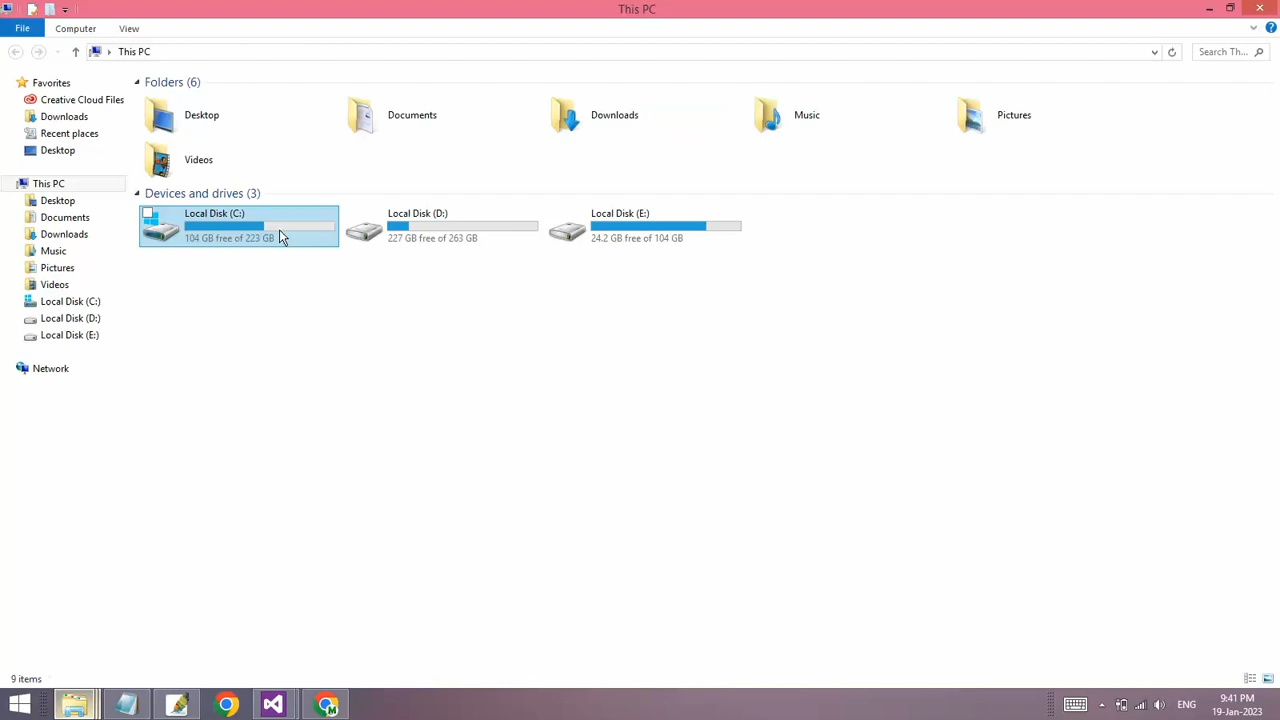 This PC
File Computer View
This PC
Search Th...
Favorites
Creative Cloud Files
Downloads
Recent places
Desktop
This PC
Desktop
Documents
Downloads
Music
Pictures
Videos
Local Disk (C:)
Local Disk (D:)
Local Disk (E:)
Network
Folders (6)
Desktop Documents Downloads Music Pictures
Videos
Devices and drives (3)
Local Disk (C:) Local Disk (D:) Local Disk (E:)
104 GB free of 223 GB 227 GB free of 263 GB 24.2 GB free of 104 GB
9 items
ENG
9:41 PM
19-Jan-2023